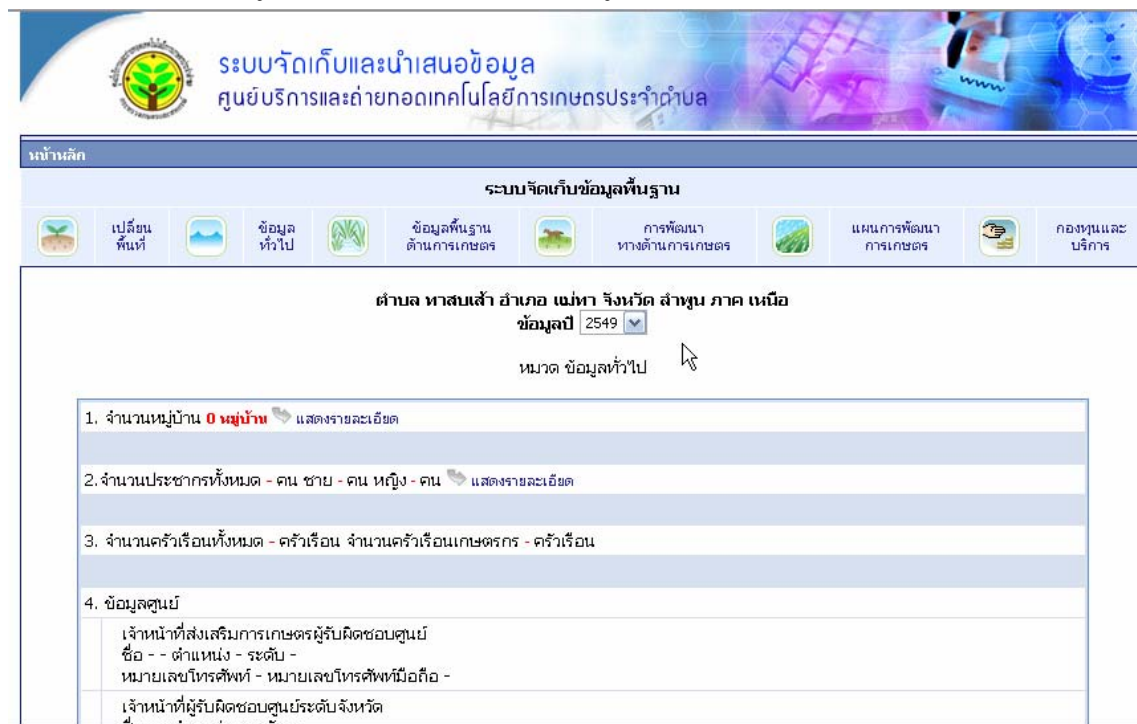 ระบบจัดเก็บและนำเสนอข้อมูล
ศูนย์บริการและถ่ายทอดเทคโนโลยีการเกษตรประจำตำบล
หน้าหลัก
ระบบจัดเก็บข้อมูลพื้นฐาน
เปลี่ยน
พื้นที่
ข้อมูล
ทั่วไป
ข้อมูลพื้นฐาน
ด้านการเกษตร
การพัฒนา
ทางด้านการเกษตร
แผนการพัฒนา
การเกษตร
กองทุนและ
บริการ
ตำบล ทาสบเส้า อำเภอ แม่ทา จังหวัด ลำพูน ภาค เหนือ
ข้อมูลปี 2549
หมวด ข้อมูลทั่วไป
1. จำนวนหมู่บ้าน 0 หมู่บ้าน แสดงรายละเอียด
2. จำนวนประชากรทั้งหมด - คน ชาย - คน หญิง - คน แสดงรายละเอียด
3. จำนวนครัวเรือนทั้งหมด - ครัวเรือน จำนวนครัวเรือนเกษตรกร - ครัวเรือน
4. ข้อมูลศูนย์
เจ้าหน้าที่ส่งเสริมการเกษตรผู้รับผิดชอบศูนย์
ชื่อ - - ตำแหน่ง - ระดับ -
หมายเลขโทรศัพท์ - หมายเลขโทรศัพท์มือถือ -
เจ้าหน้าที่ผู้รับผิดชอบศูนย์ระดับจังหวัด